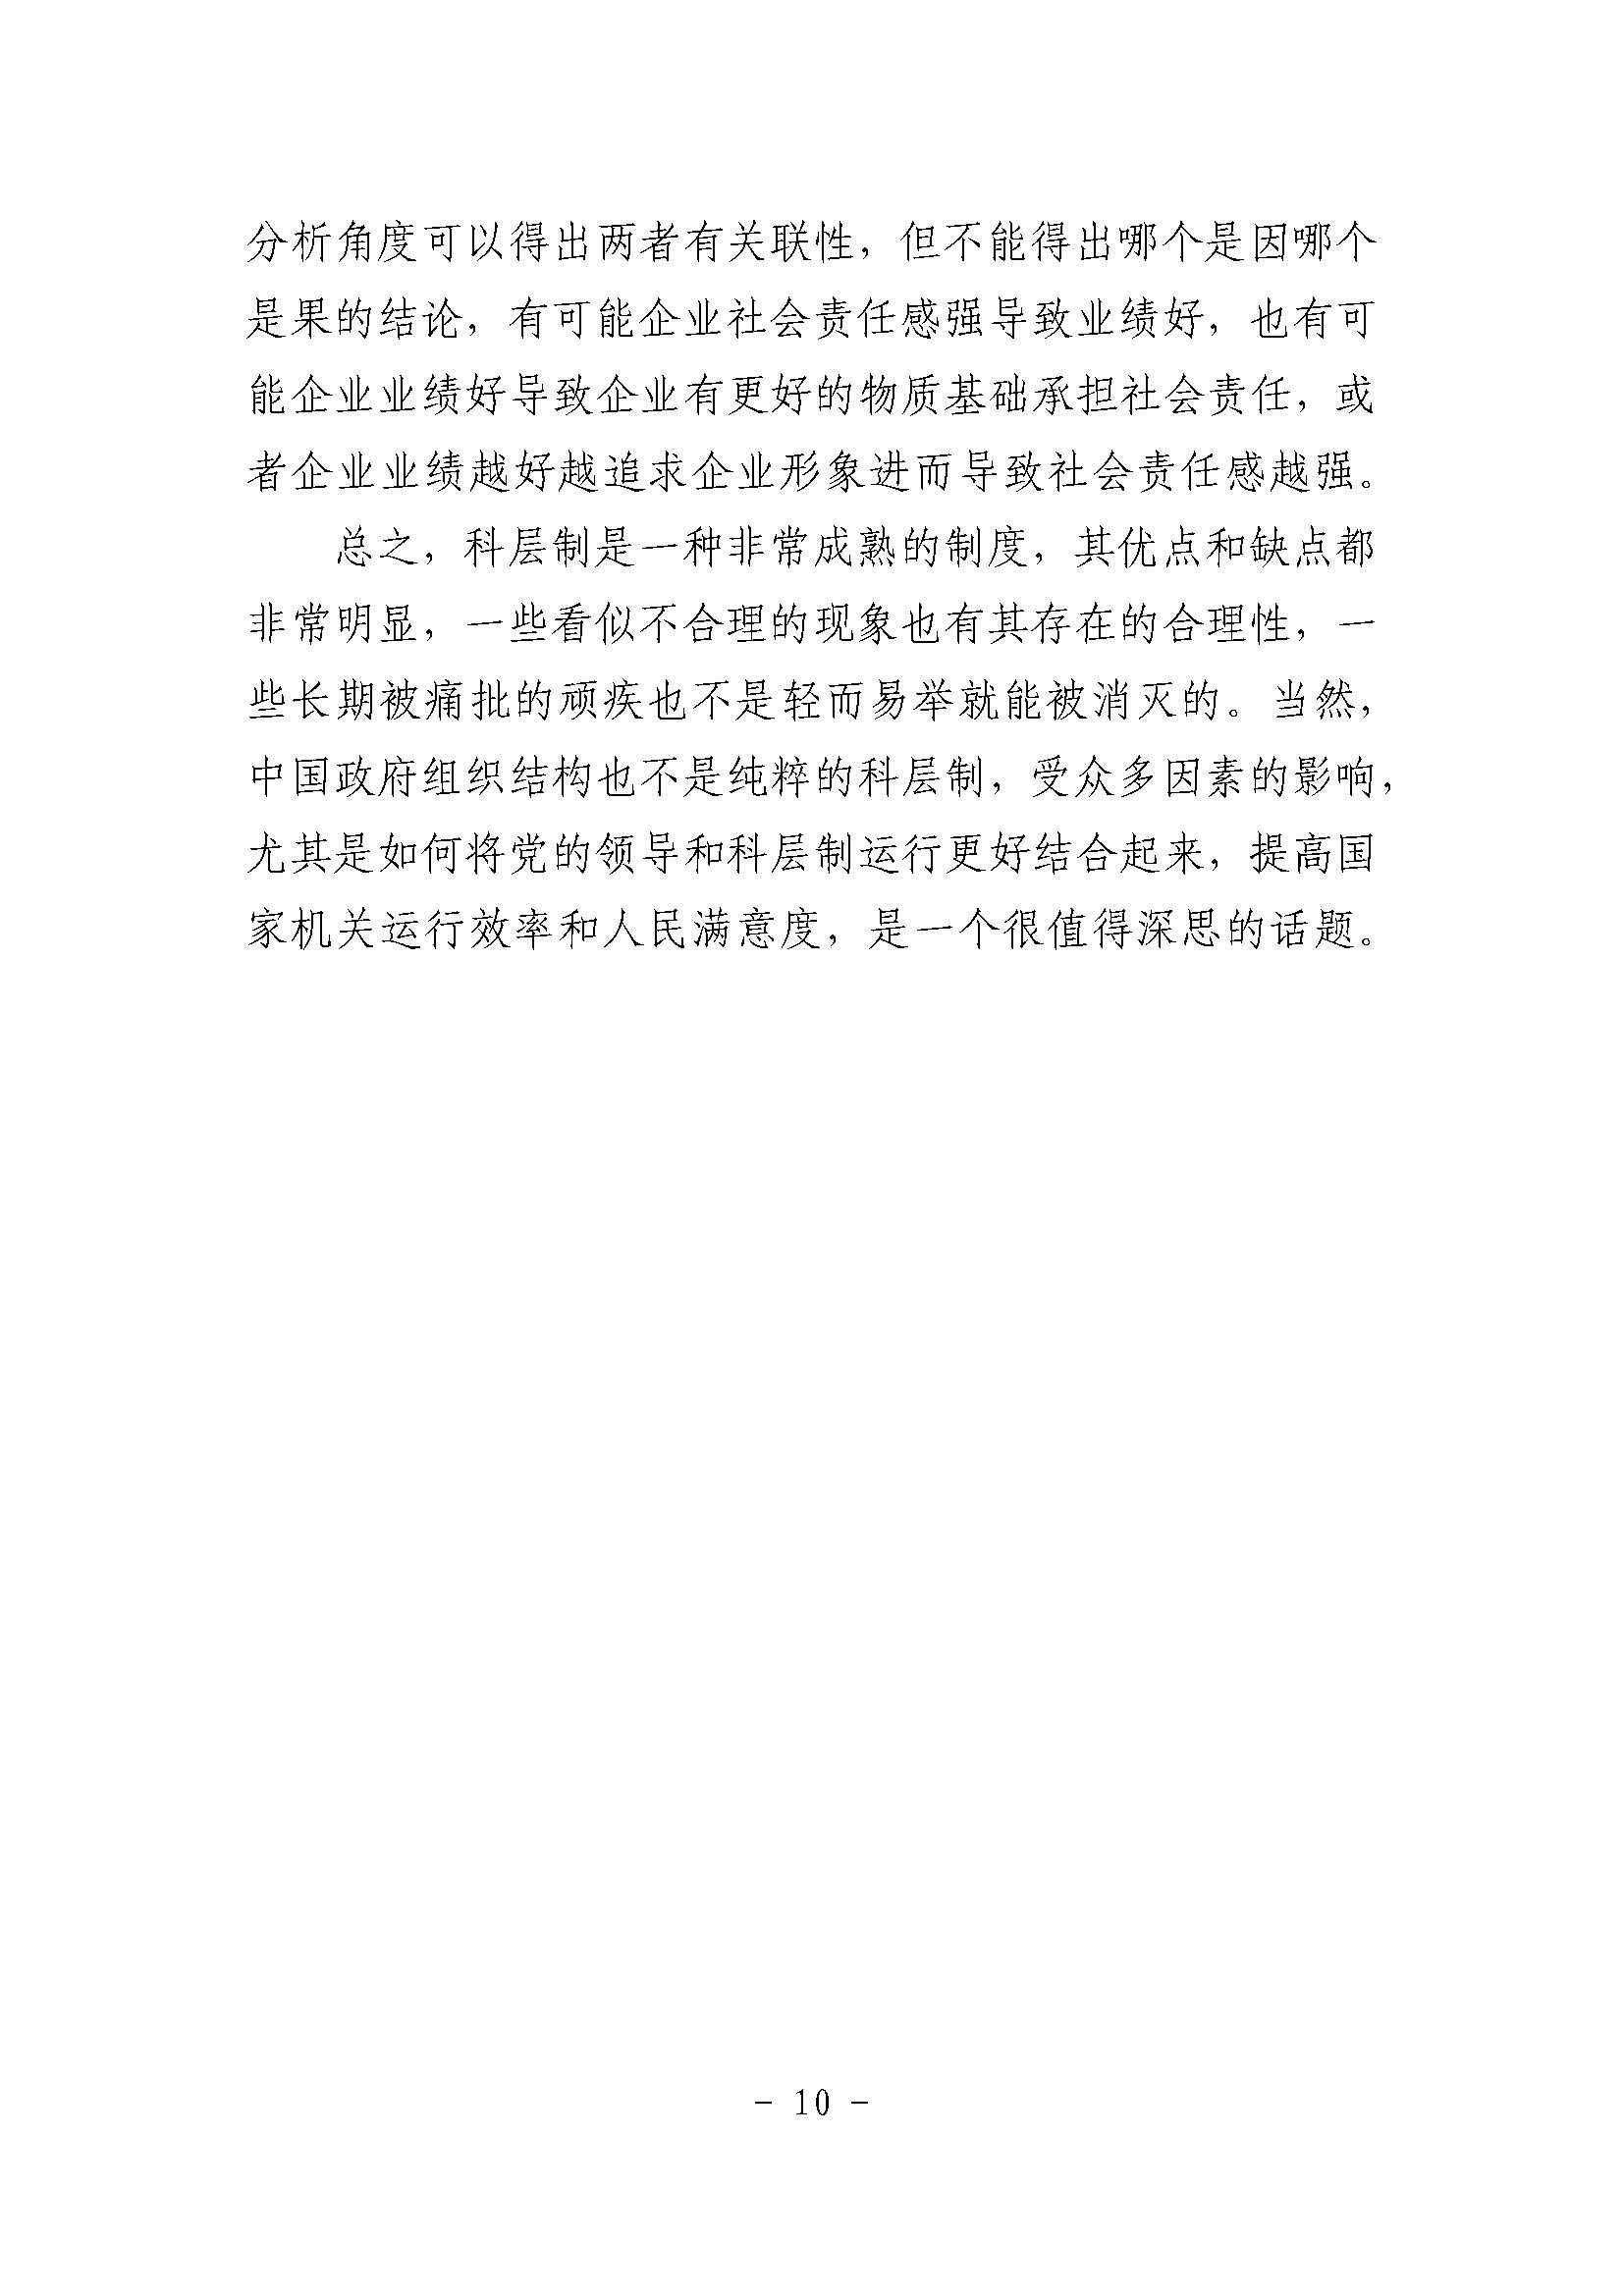 分析角度可以得出两者有关联性，但不能得出哪个是因哪个
是果的结论，有可能企业社会责任感强导致业绩好，也有可
能企业业绩好导致企业有更好的物质基础承担社会责任，或
者企业业绩越好越追求企业形象进而导致社会责任感越强。
总之，科层制是一种非常成熟的制度，其优点和缺点都
非常明显，一些看似不合理的现象也有其存在的合理性，一
些长期被痛批的顽疾也不是轻而易举就能被消灭的。当然，
中国政府组织结构也不是纯粹的科层制，受众多因素的影响，
尤其是如何将党的领导和科层制运行更好结合起来，提高国
家机关运行效率和人民满意度，是一个很值得深思的话题。
- 10 -